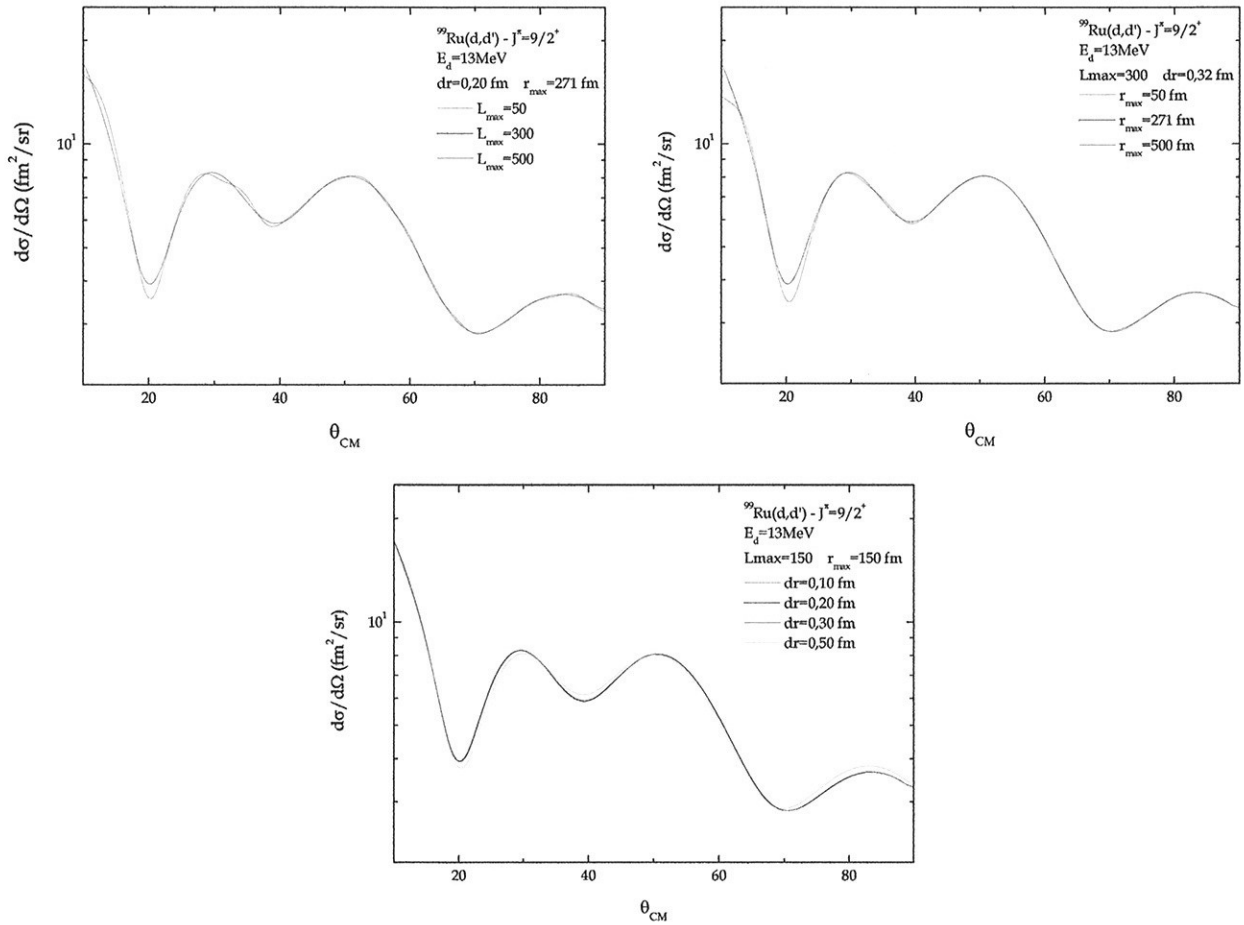 ⁹⁹Ru(d,d') - Jᵖ=9/2⁺
E_d=13MeV
dr=0,20 fm r_max=271 fm
L_max=50
L_max=300
L_max=500
10¹
dσ/dΩ (fm²/sr)
20 40 60 80
θ_CM
⁹⁹Ru(d,d') - Jᵖ=9/2⁺
E_d=13MeV
Lmax=300 dr=0,32 fm
r_max=50 fm
r_max=271 fm
r_max=500 fm
10¹
dσ/dΩ (fm²/sr)
20 40 60 80
θ_CM
⁹⁹Ru(d,d') - Jᵖ=9/2⁺
E_d=13MeV
Lmax=150 r_max=150 fm
dr=0,10 fm
dr=0,20 fm
dr=0,30 fm
dr=0,50 fm
10¹
dσ/dΩ (fm²/sr)
20 40 60 80
θ_CM